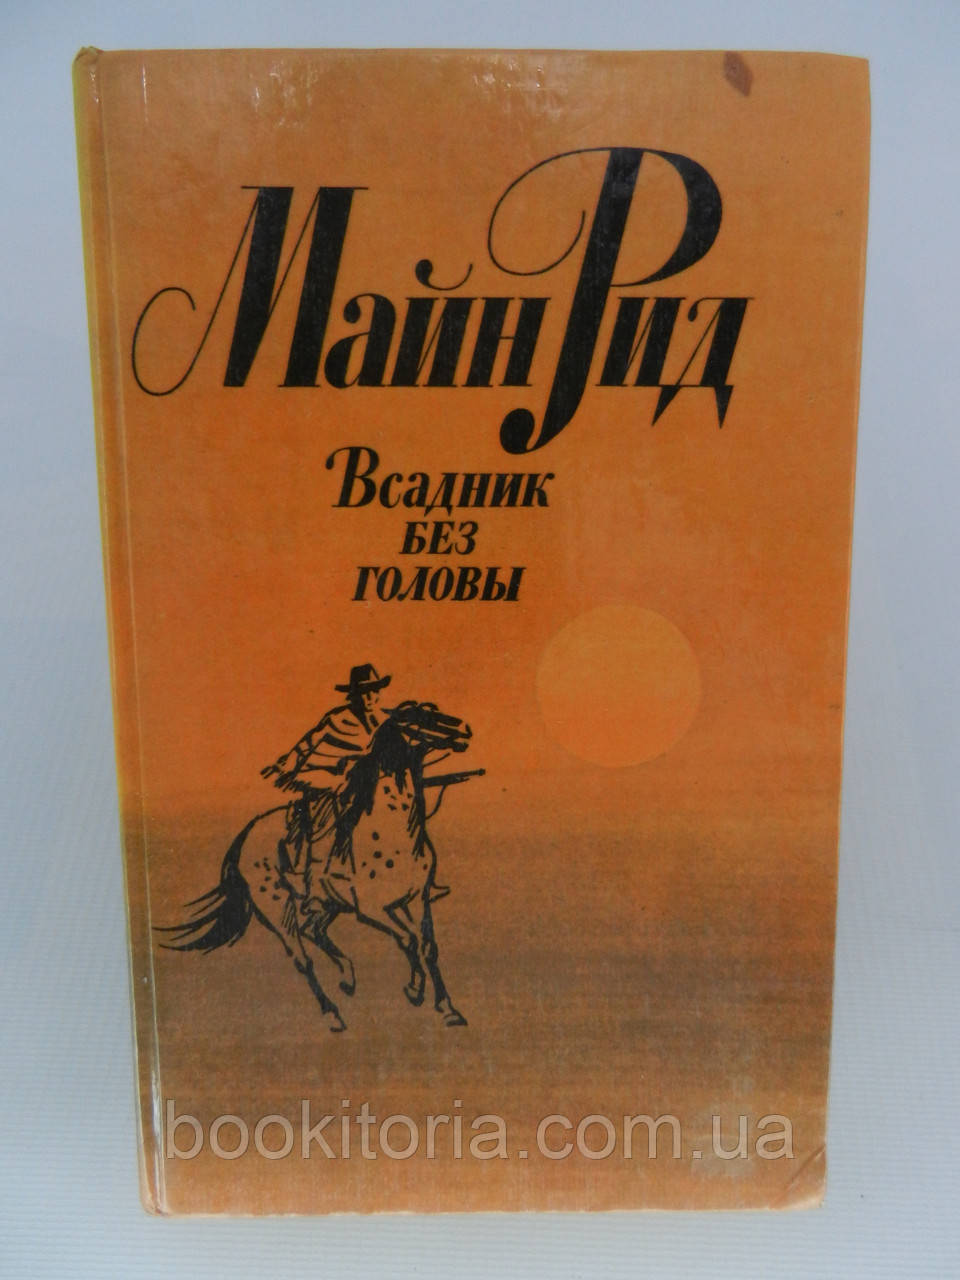 Майн Рид
Всадник
БЕЗ
ГОЛОВЫ
bookitoria.com.ua